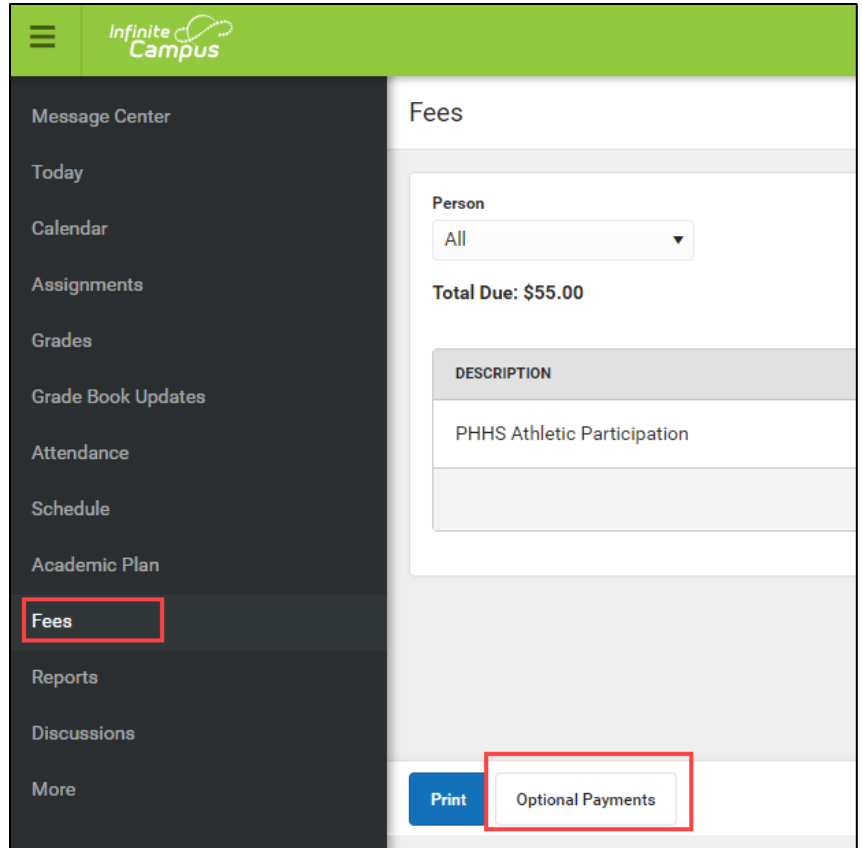 Infinite
Campus
Message Center
Today
Calendar
Assignments
Grades
Grade Book Updates
Attendance
Schedule
Academic Plan
Fees
Reports
Discussions
More
Fees
Person
All
Total Due: $55.00
DESCRIPTION
PHHS Athletic Participation
Print
Optional Payments